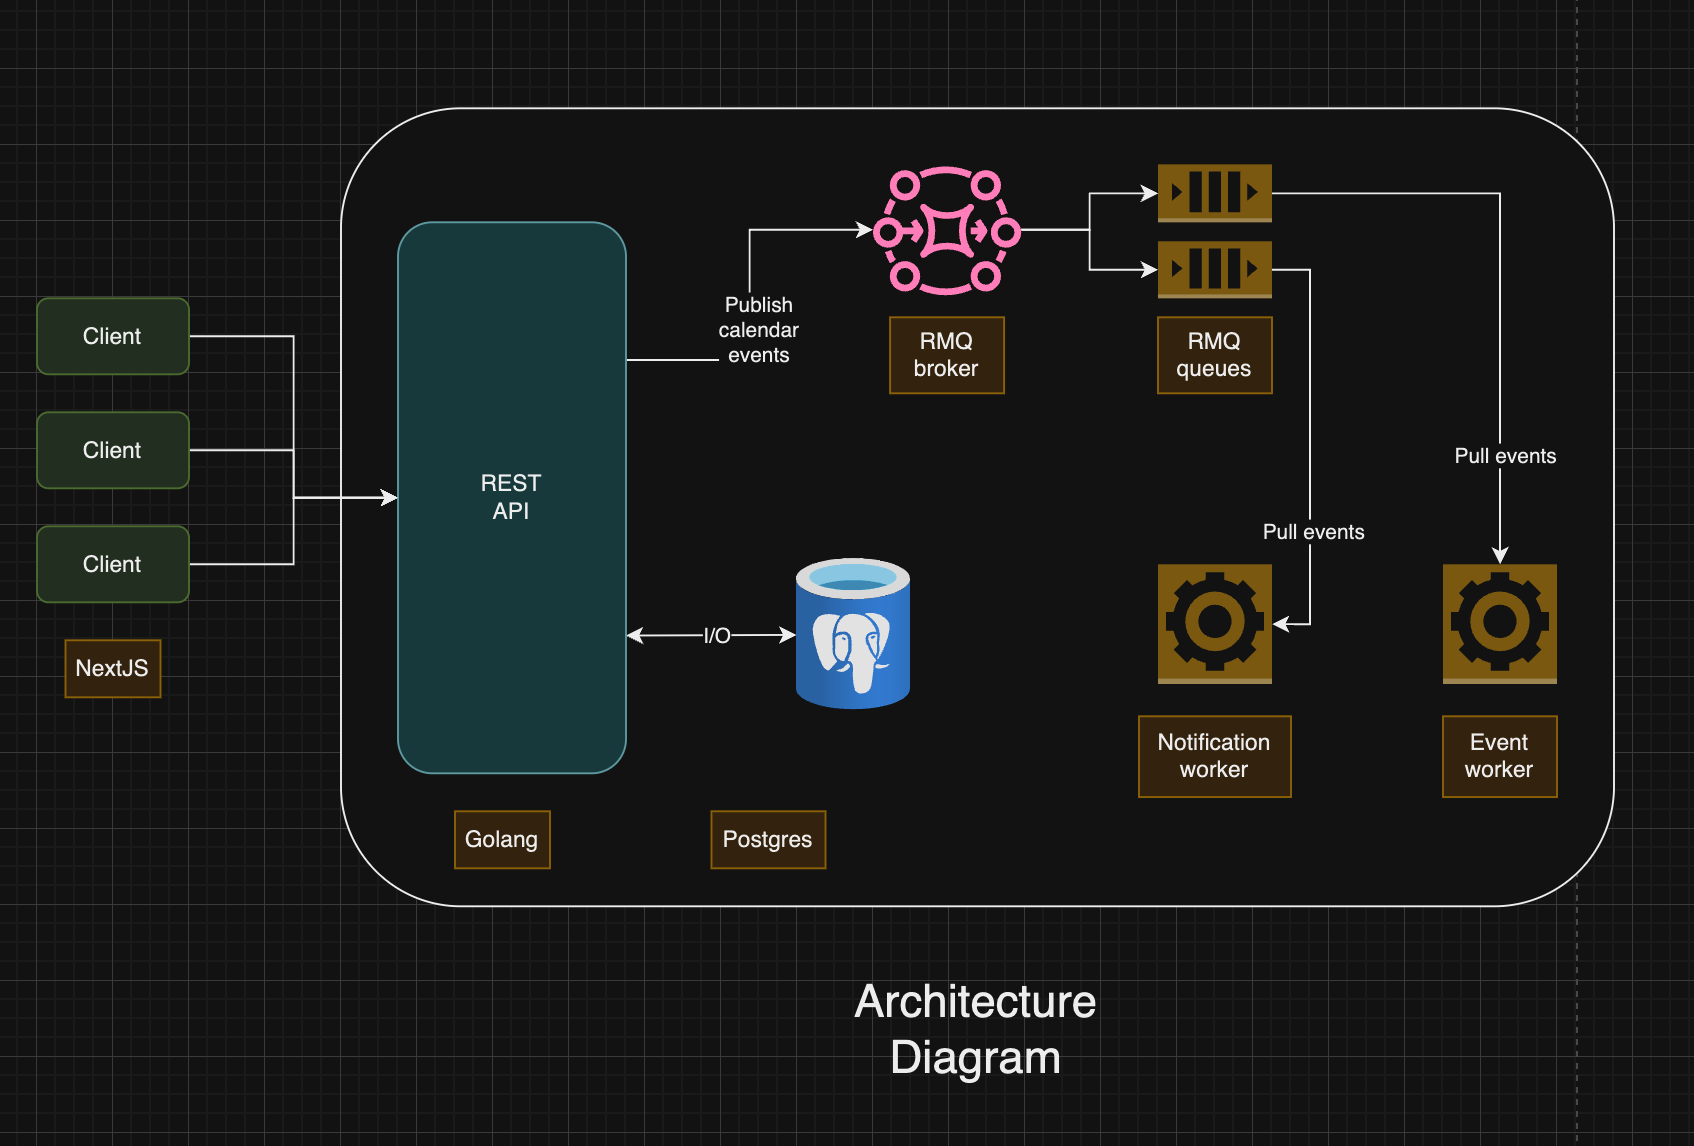 Client
Client
Client
NextJS
REST
API
Golang
Publish
calendar
events
I/O
Postgres
RMQ
broker
RMQ
queues
Pull events
Pull events
Notification
worker
Event
worker
Architecture
Diagram